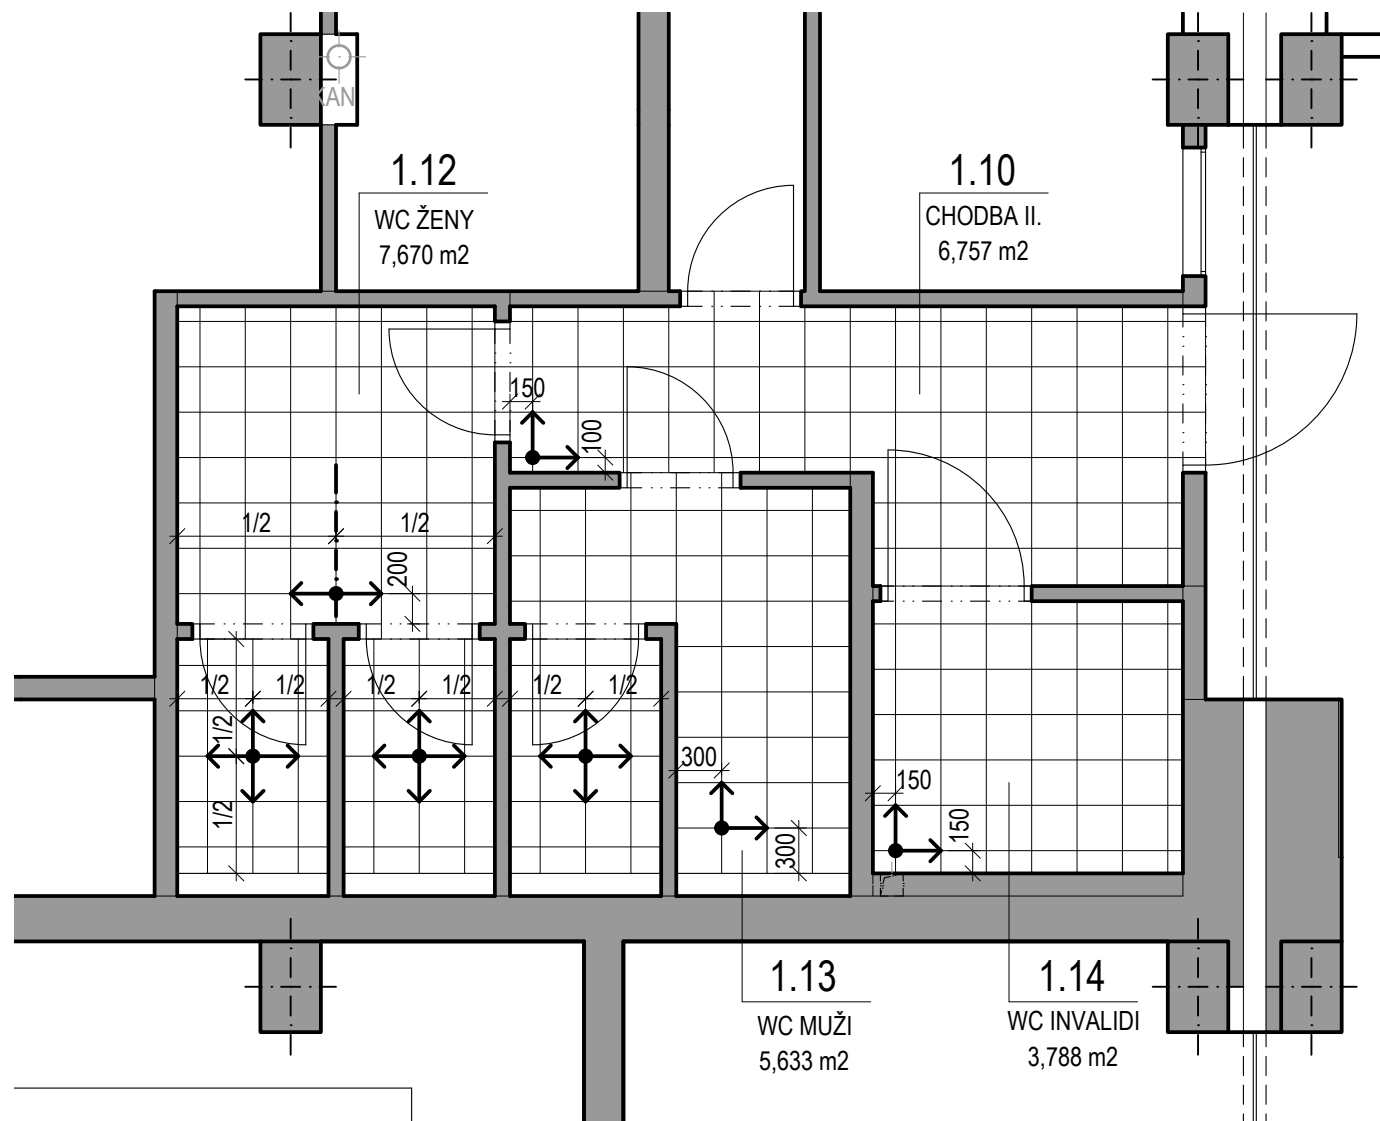 KAN
1.12
WC ŽENY
7,670 m2
1.10
CHODBA II.
6,757 m2
150
100
1/2
1/2
200
1/2
1/2
1/2
1/2
1/2
1/2
1/2
1/2
300
300
150
150
1.13
WC MUŽI
5,633 m2
1.14
WC INVALIDI
3,788 m2